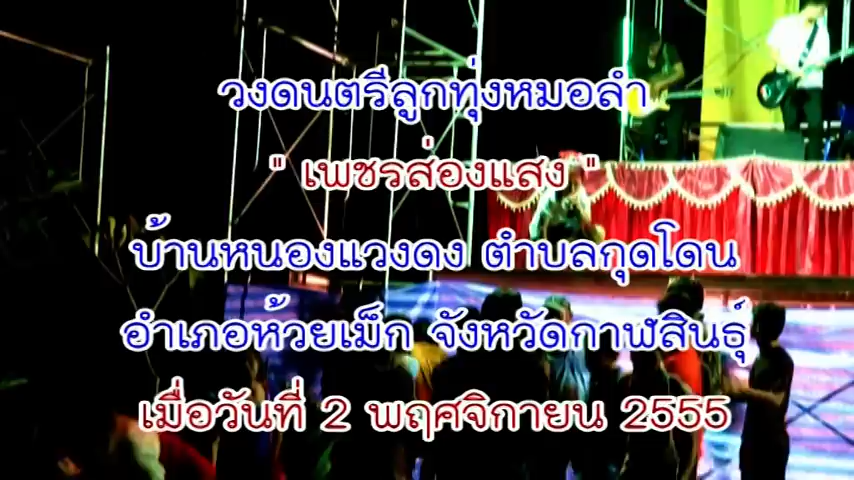 วงดนตรีลูกทุ่งหมอลำ
" เพชรส่องแสง "
บ้านหนองแวงดง ตำบลกุดโดน
อำเภอห้วยเม็ก จังหวัดกาฬสินธุ์
เมื่อวันที่ 2 พฤศจิกายน 2555